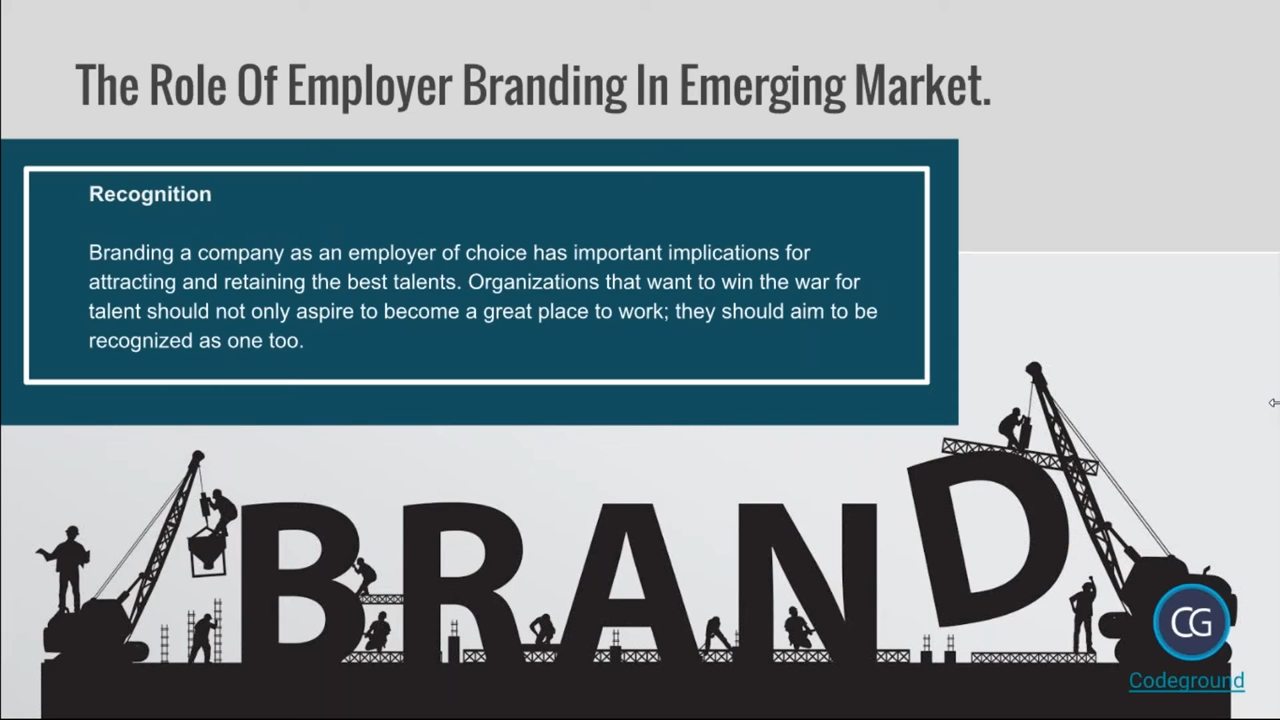 The Role Of Employer Branding In Emerging Market.
Recognition
Branding a company as an employer of choice has important implications for
attracting and retaining the best talents. Organizations that want to win the war for
talent should not only aspire to become a great place to work; they should aim to be
recognized as one too.
BRAND
CG
Codeground